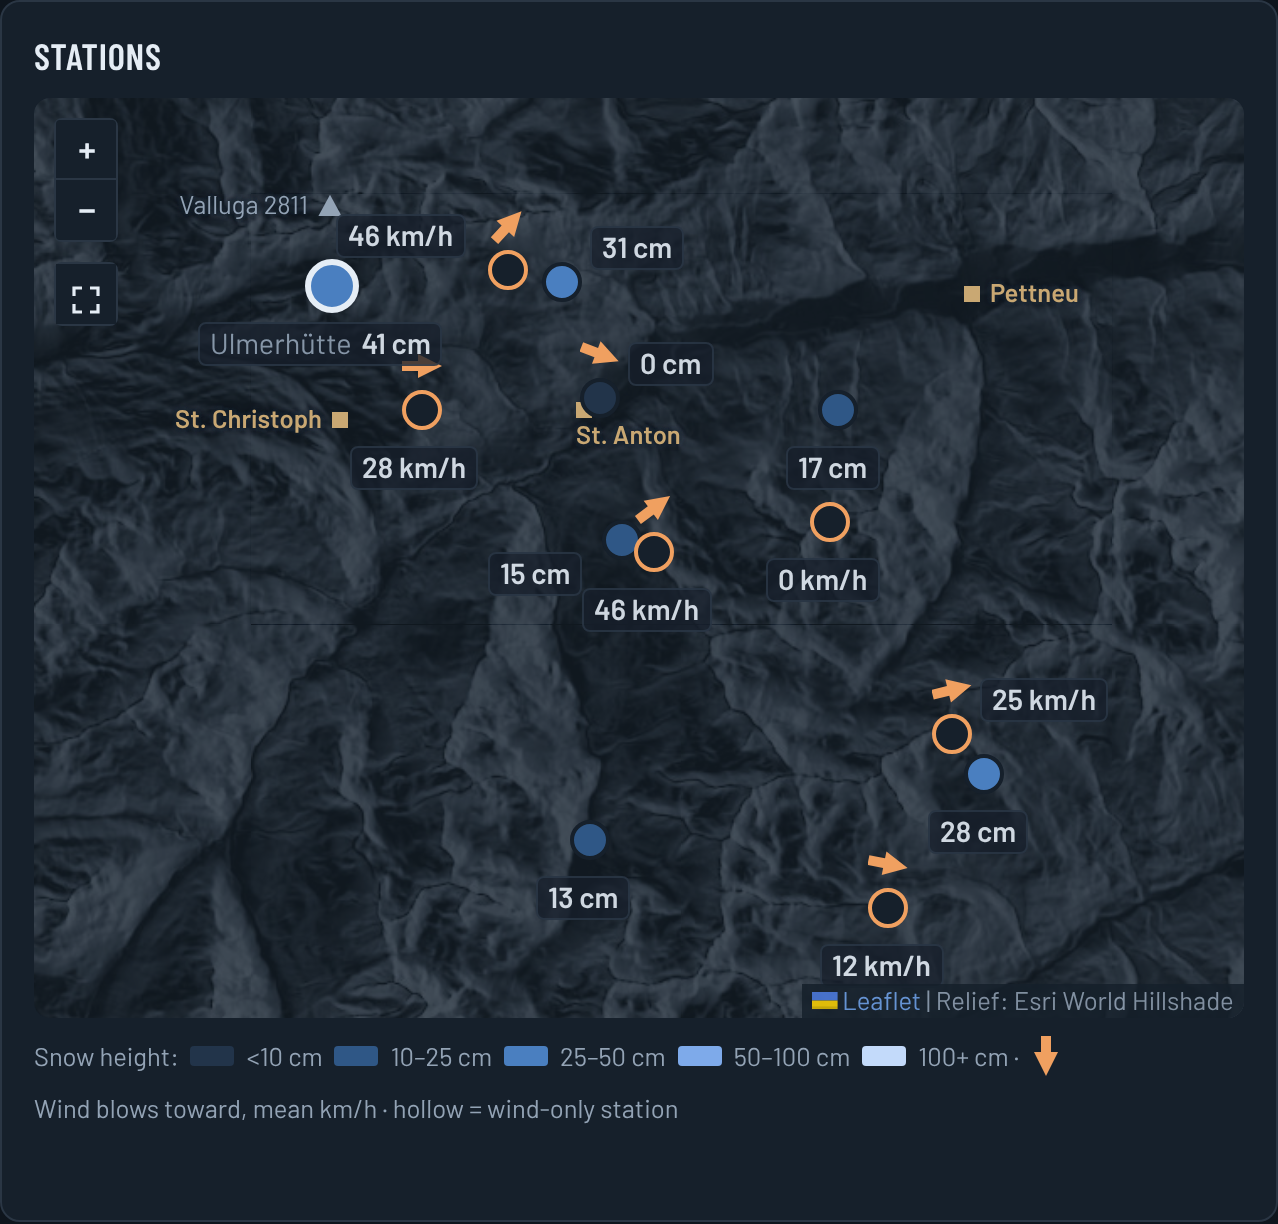 STATIONS
+
−
Valluga 2811
46 km/h
31 cm
Pettneu
Ulmerhütte 41 cm
0 cm
St. Christoph
St. Anton
28 km/h
17 cm
15 cm
46 km/h
0 km/h
25 km/h
28 cm
13 cm
12 km/h
Leaflet | Relief: Esri World Hillshade
Snow height: <10 cm 10–25 cm 25–50 cm 50–100 cm 100+ cm ·
Wind blows toward, mean km/h · hollow = wind-only station